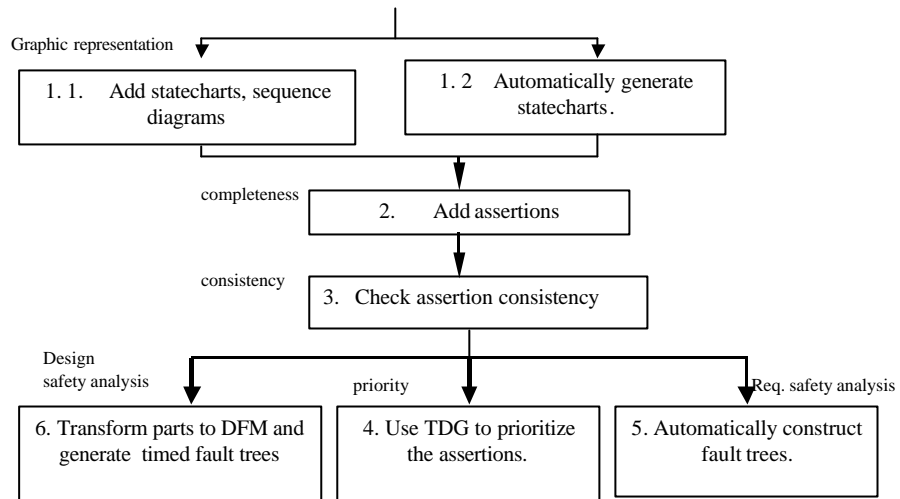 Graphic representation
1. 1. Add statecharts, sequence
diagrams
1. 2 Automatically generate
statecharts.
completeness
2. Add assertions
consistency
3. Check assertion consistency
Design
safety analysis
priority
Req. safety analysis
6. Transform parts to DFM and
generate timed fault trees
4. Use TDG to prioritize
the assertions.
5. Automatically construct
fault trees.